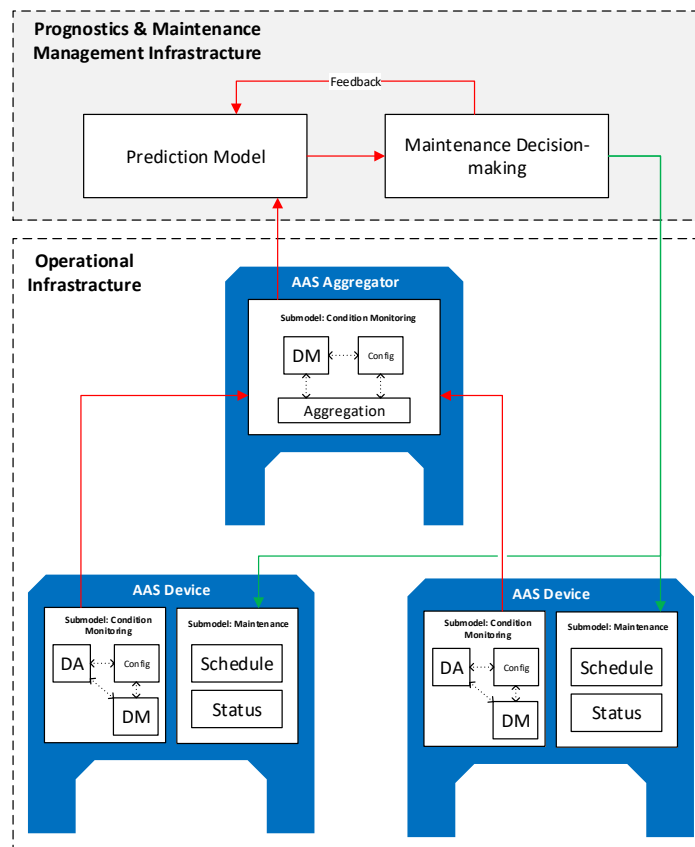 Prognostics & Maintenance
Management Infrastracture
Feedback
Prediction Model
Maintenance Decision-
making
Operational
Infrastracture
AAS Aggregator
Submodel: Condition Monitoring
DM
Config
Aggregation
AAS Device
Submodel: Condition
Monitoring
DA
Config
DM
Submodel: Maintenance
Schedule
Status
AAS Device
Submodel: Condition
Monitoring
DA
Config
DM
Submodel: Maintenance
Schedule
Status